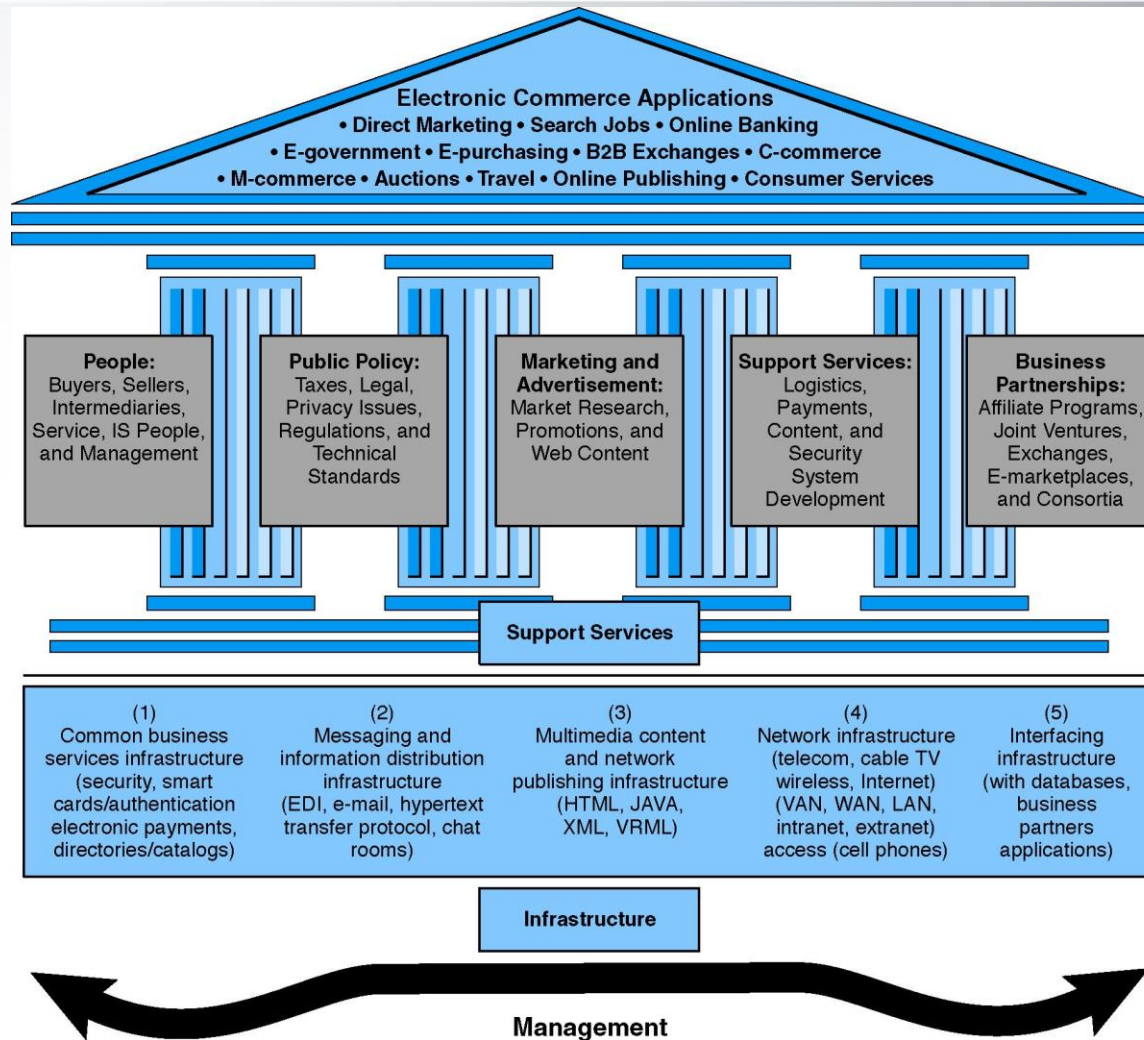 Electronic Commerce Applications
• Direct Marketing • Search Jobs • Online Banking
• E-government • E-purchasing • B2B Exchanges • C-commerce
• M-commerce • Auctions • Travel • Online Publishing • Consumer Services
People:
Buyers, Sellers,
Intermediaries,
Service, IS People,
and Management
Public Policy:
Taxes, Legal,
Privacy Issues,
Regulations, and
Technical
Standards
Marketing and
Advertisement:
Market Research,
Promotions, and
Web Content
Support Services:
Logistics,
Payments,
Content, and
Security
System
Development
Business
Partnerships:
Affiliate Programs,
Joint Ventures,
Exchanges,
E-marketplaces,
and Consortia
Support Services
(1)
Common business
services infrastructure
(security, smart
cards/authentication
electronic payments,
directories/catalogs)
(2)
Messaging and
information distribution
infrastructure
(EDI, e-mail, hypertext
transfer protocol, chat
rooms)
(3)
Multimedia content
and network
publishing infrastructure
(HTML, JAVA,
XML, VRML)
(4)
Network infrastructure
(telecom, cable TV
wireless, Internet)
(VAN, WAN, LAN,
intranet, extranet)
access (cell phones)
(5)
Interfacing
infrastructure
(with databases,
business
partners
applications)
Infrastructure
Management